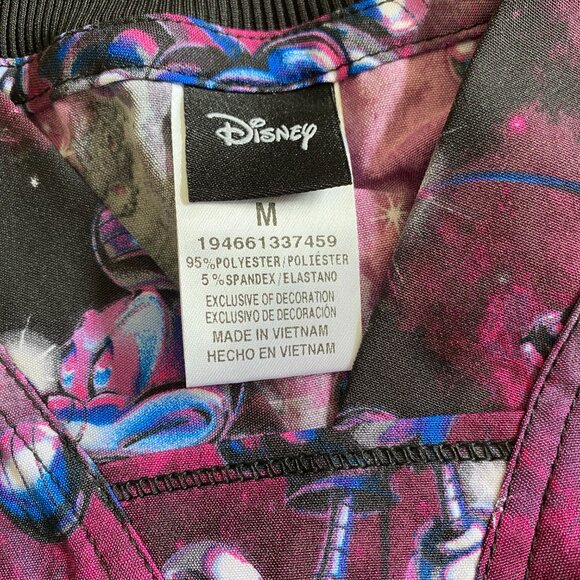 Disney
M
194661337459
95%POLYESTER/POLIÉSTER
5%SPANDEX/ELASTANO
EXCLUSIVE OF DECORATION
EXCLUSIVO DE DECORACIÓN
MADE IN VIETNAM
HECHO EN VIETNAM